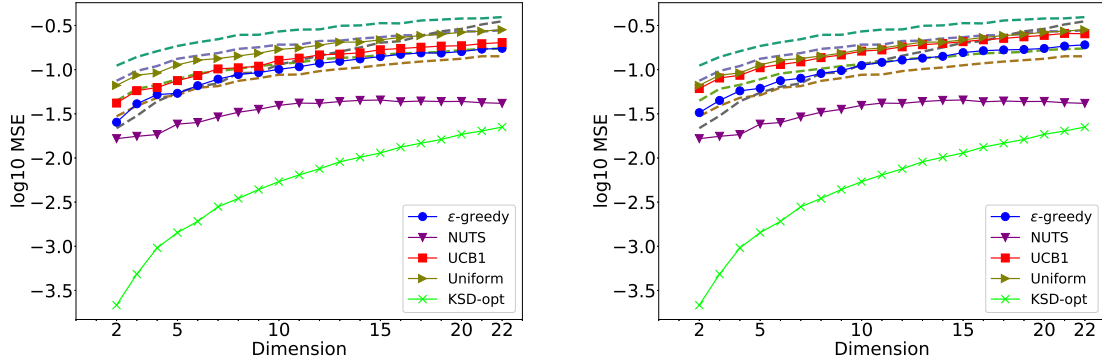 log10 MSE
−0.5
−1.0
−1.5
−2.0
−2.5
−3.0
−3.5
ε-greedy
NUTS
UCB1
Uniform
KSD-opt
2 5 10 15 20 22
Dimension
log10 MSE
−0.5
−1.0
−1.5
−2.0
−2.5
−3.0
−3.5
ε-greedy
NUTS
UCB1
Uniform
KSD-opt
2 5 10 15 20 22
Dimension